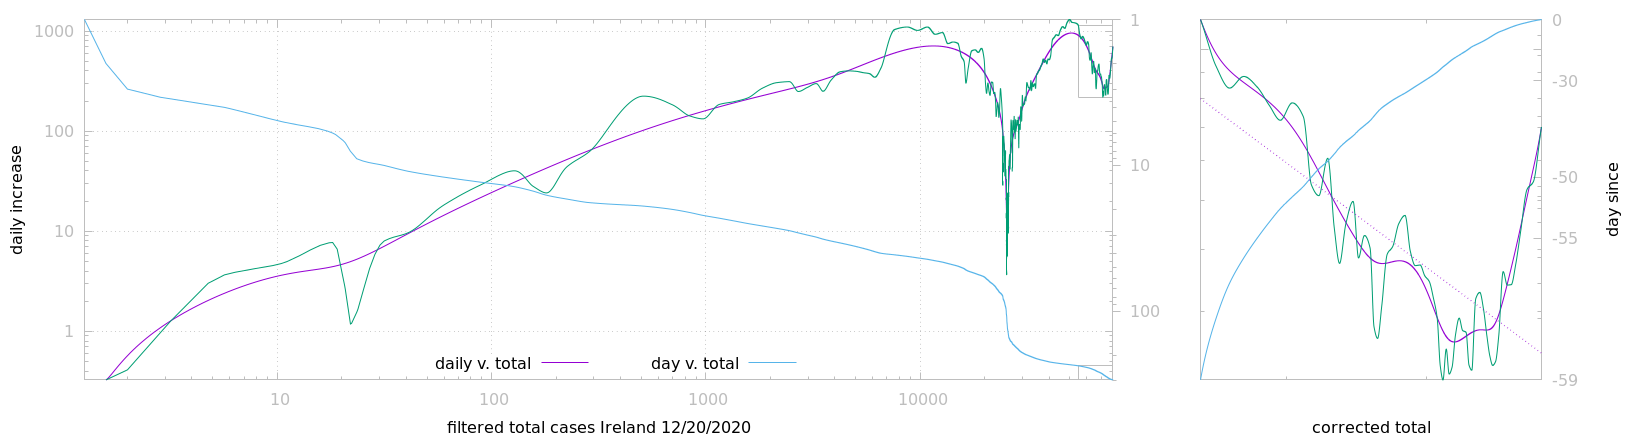 1000
100
10
1
daily increase
10
100
1000
10000
filtered total cases Ireland 12/20/2020
daily v. total
day v. total
1
10
100
0
-30
-50
-55
-59
day since
corrected total